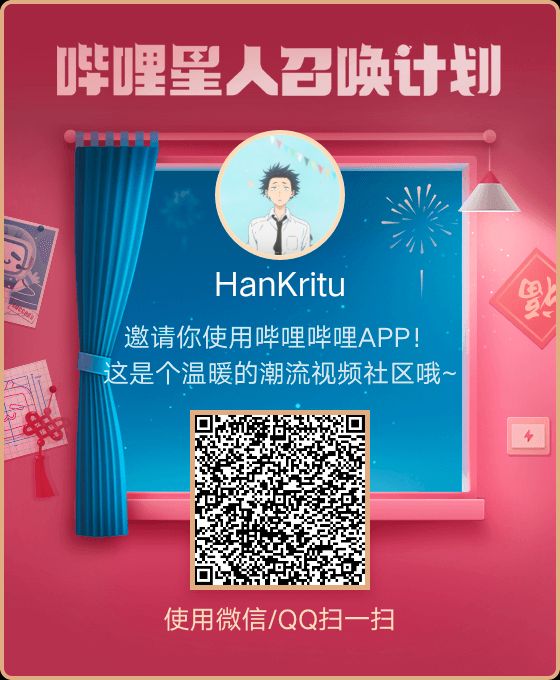 哔哩星人召唤计划
HanKritu
邀请你使用哔哩哔哩APP！
这是个温暖的潮流视频社区哦~
福
使用微信/QQ扫一扫